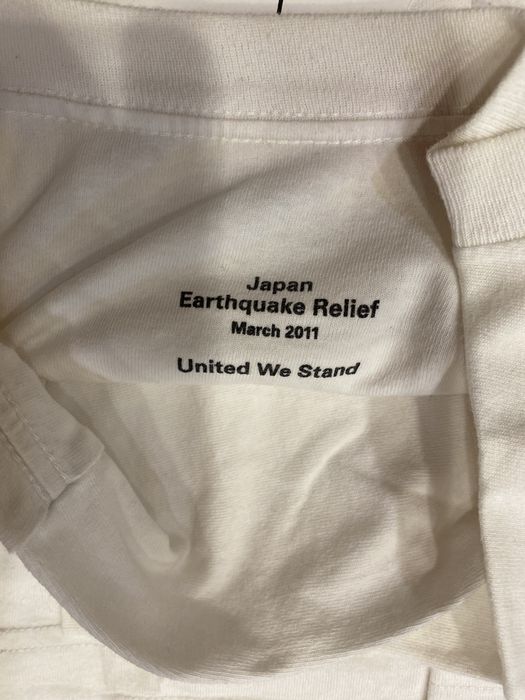 Japan
Earthquake Relief
March 2011
United We Stand